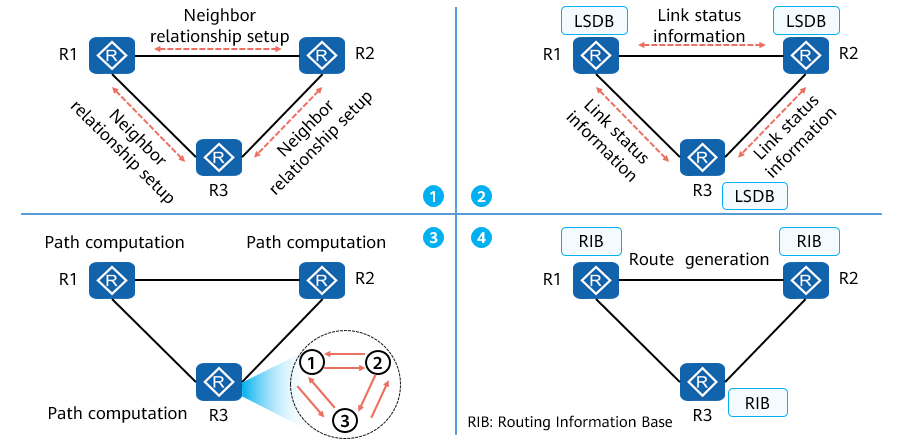 Neighbor
relationship setup
R1
R
R
R2
Neighbor
relationship setup
Neighbor
relationship setup
R
R3
1
LSDB
Link status
information
LSDB
R1
R
R
R2
Link status
information
Link status
information
R
R3
LSDB
2
Path computation
Path computation
3
R1
R
R
R2
R
Path computation
R3
1
2
3
4
RIB
RIB
Route generation
R1
R
R
R2
R
R3
RIB
RIB: Routing Information Base